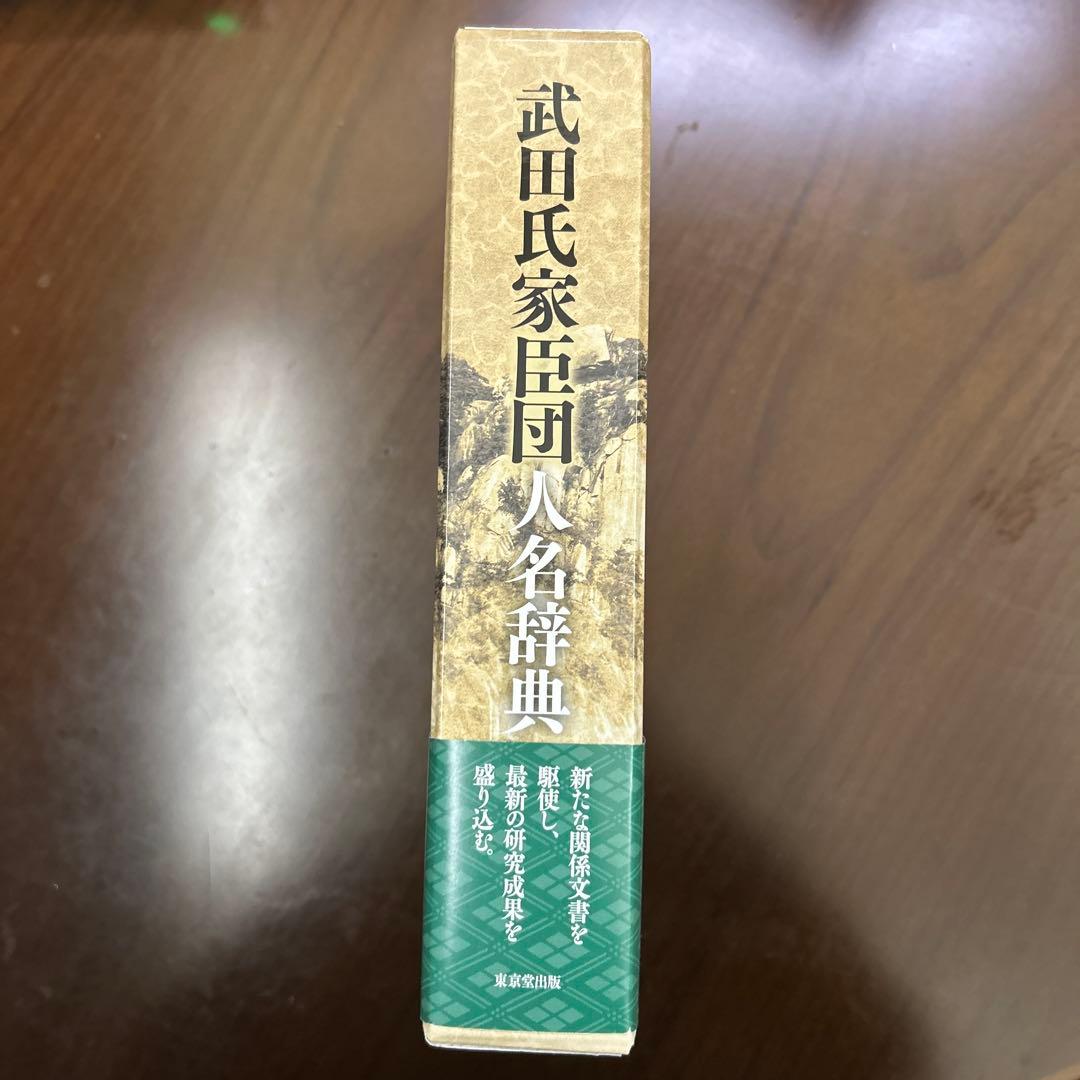 武田氏家臣団人名辞典
新たな関係文書を
駆使し、
最新の研究成果を
盛り込む。
東京堂出版